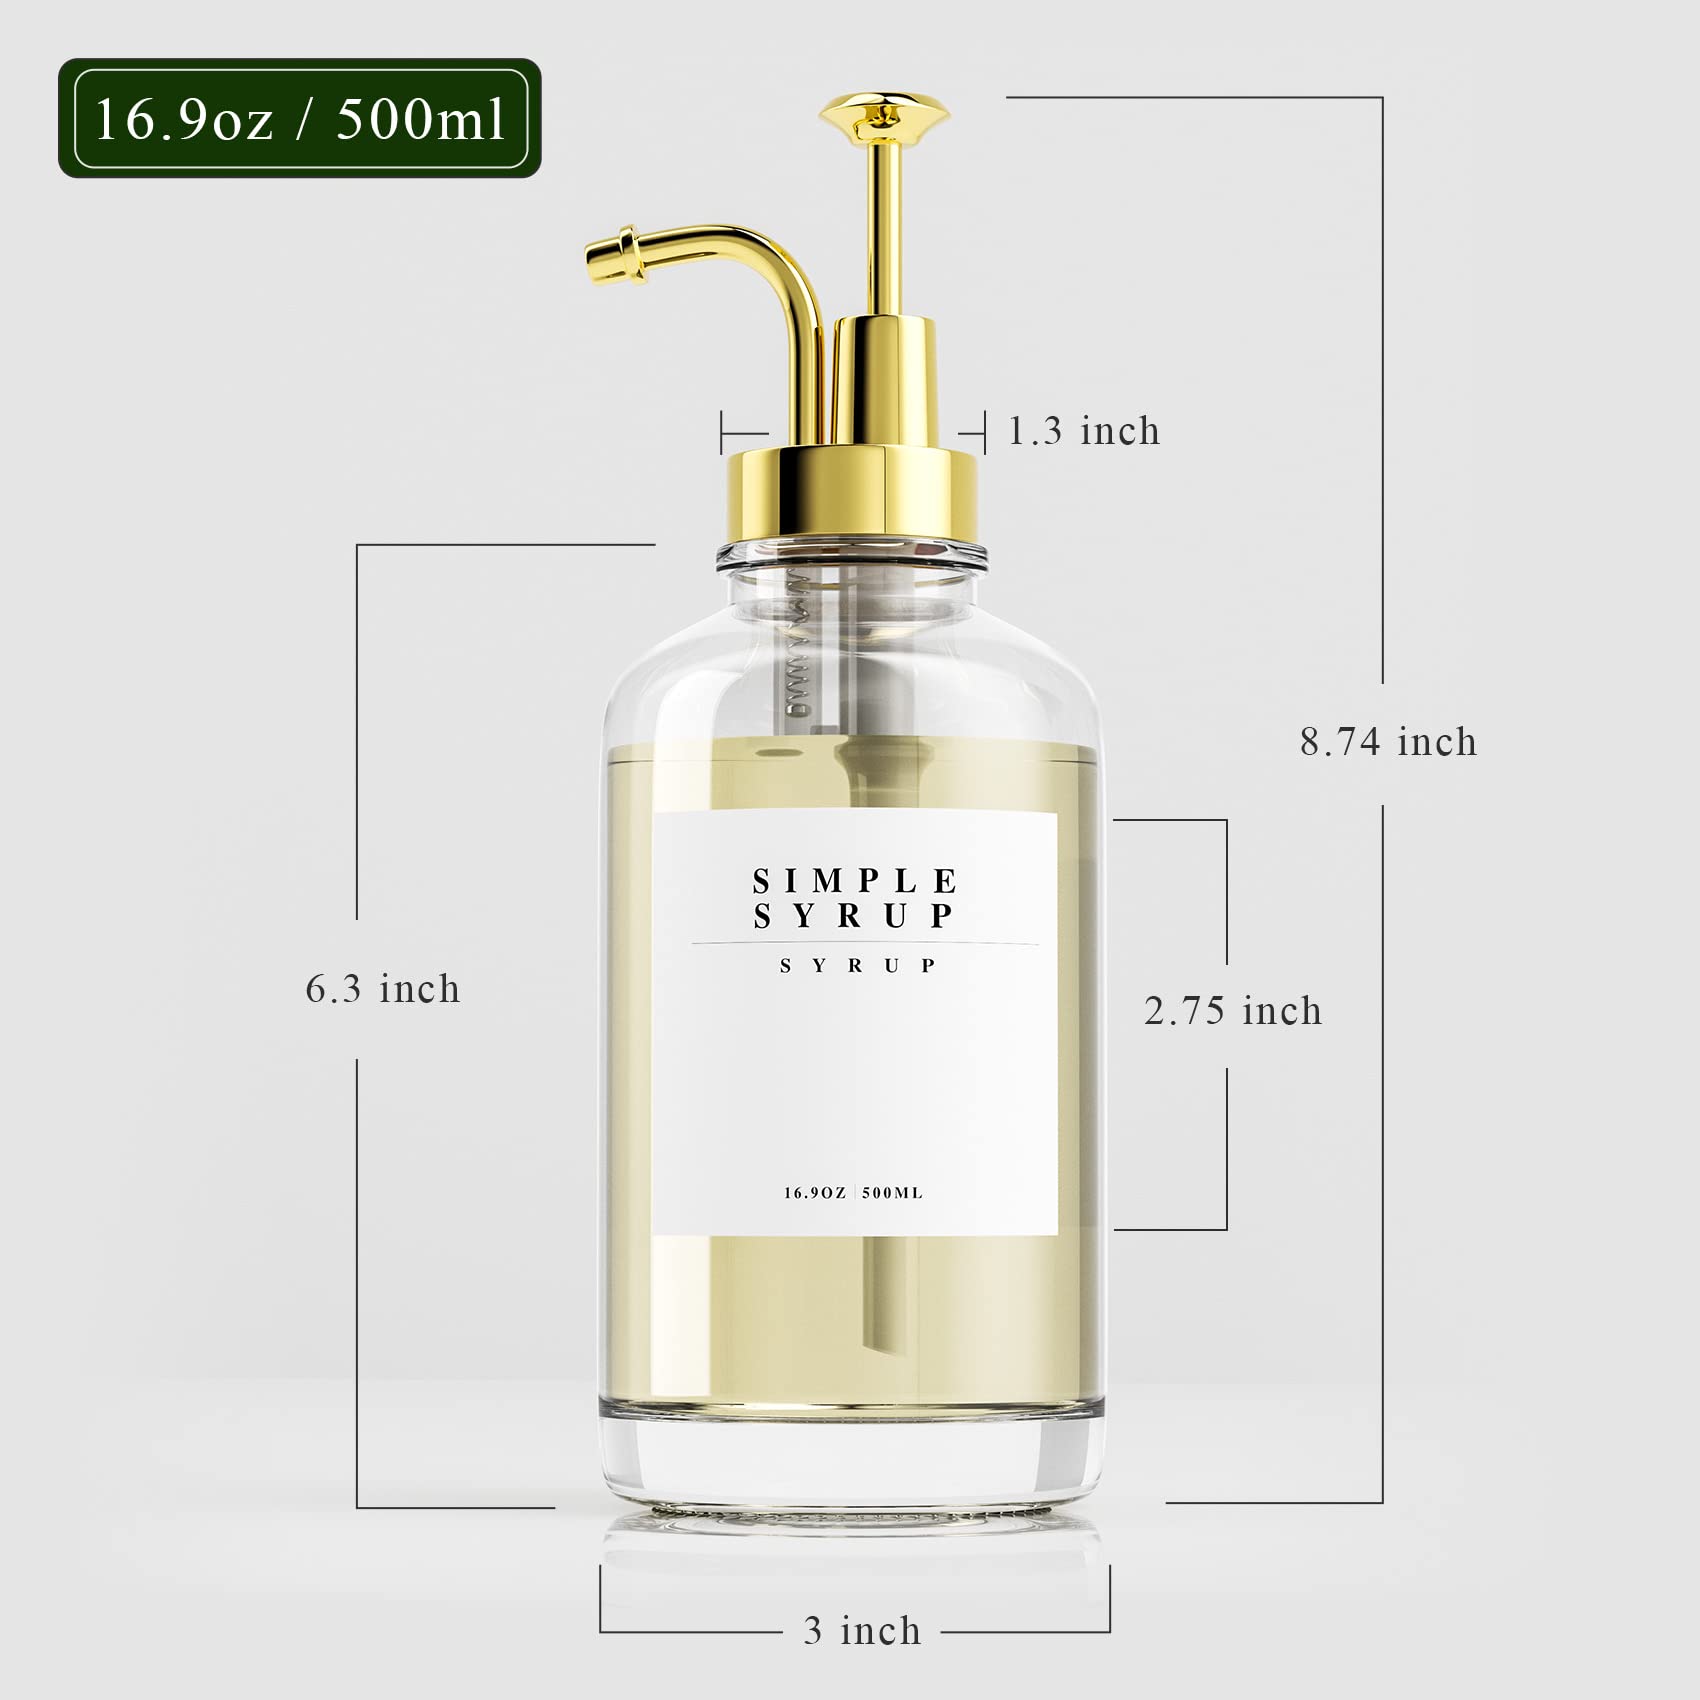 16.9oz / 500ml
1.3 inch
8.74 inch
SIMPLE
SYRUP
SYRUP
6.3 inch
2.75 inch
16.9OZ | 500ML
3 inch